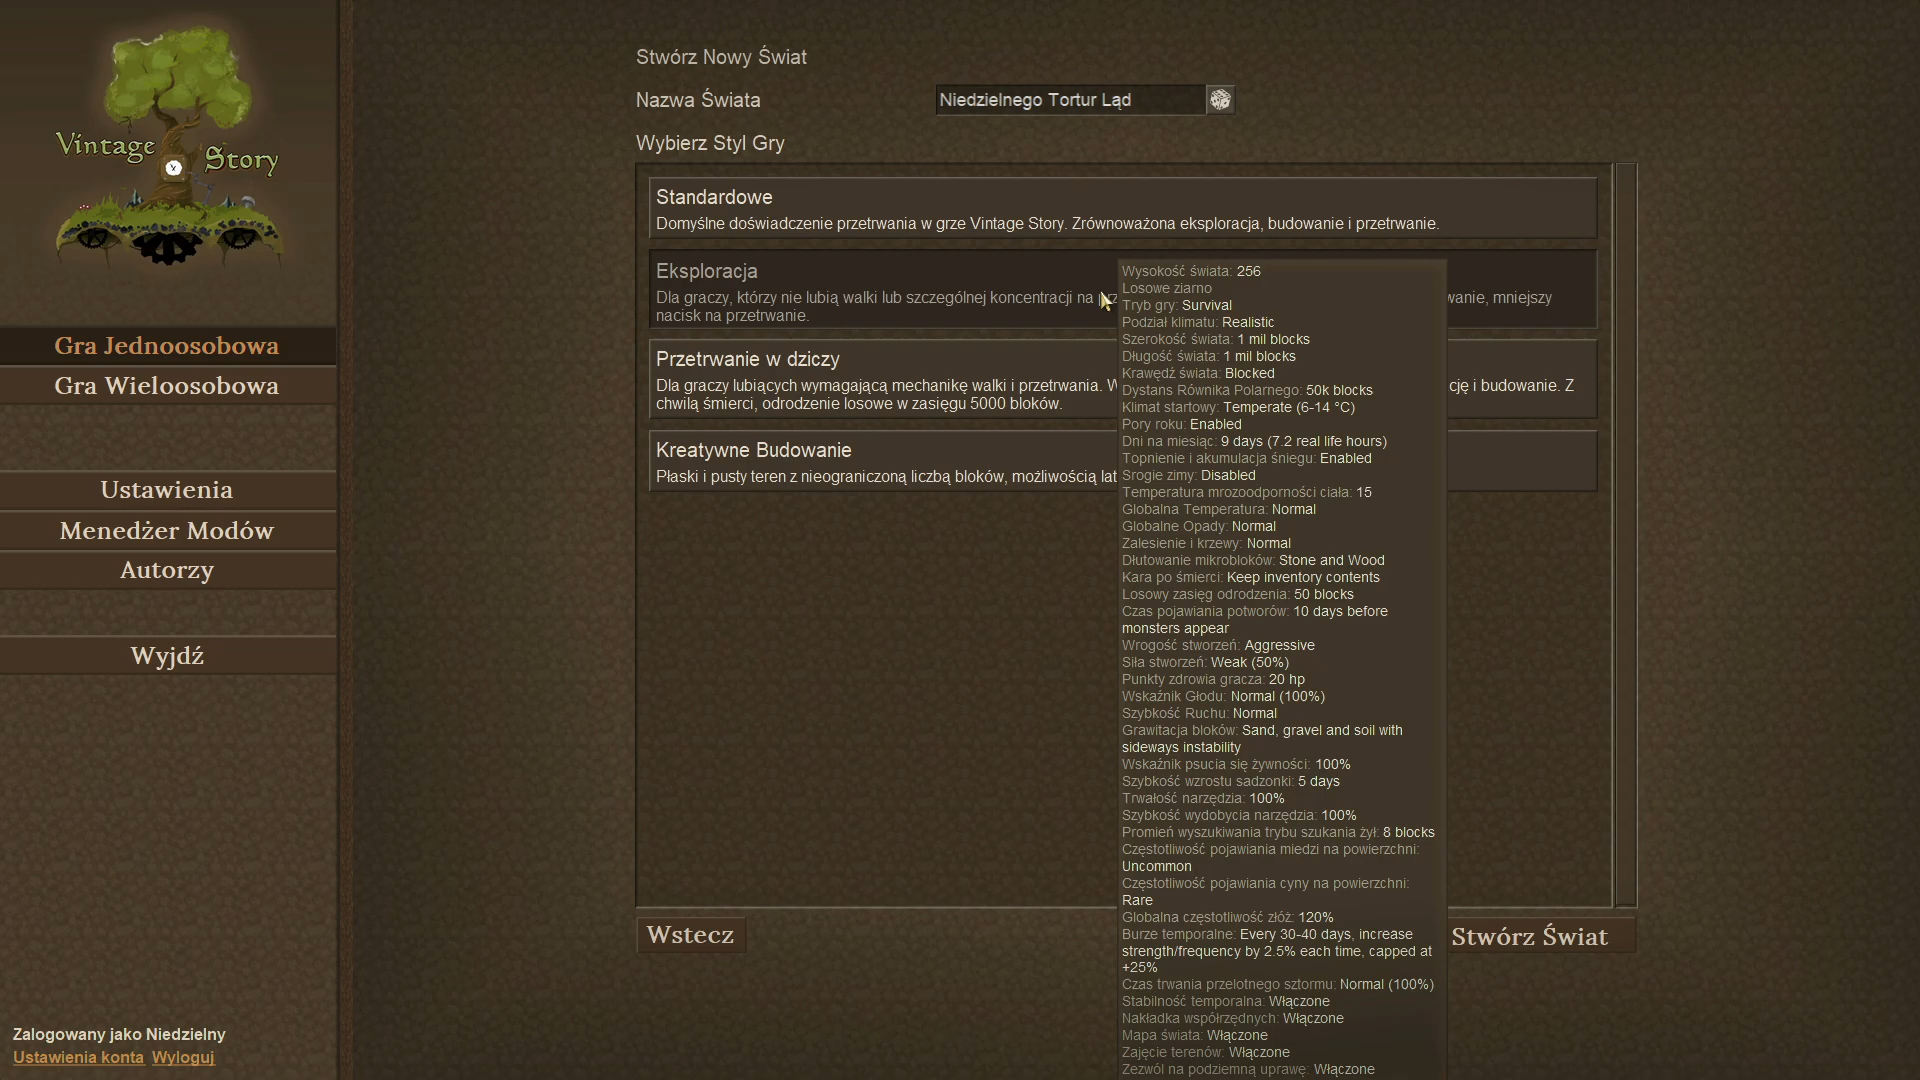 Vintage Story
Gra Jednoosobowa
Gra Wieloosobowa
Ustawienia
Menedżer Modów
Autorzy
Wyjdź
Zalogowany jako Niedzielny
Ustawienia konta Wyloguj
Stwórz Nowy Świat
Nazwa Świata
Niedzielnego Tortur Ląd
Wybierz Styl Gry
Standardowe
Domyślne doświadczenie przetrwania w grze Vintage Story. Zrównoważona eksploracja, budowanie i przetrwanie.
Eksploracja
Dla graczy, którzy nie lubią walki lub szczególnej koncentracji na wanie, mniejszy
nacisk na przetrwanie.
Przetrwanie w dziczy
Dla graczy lubiących wymagającą mechanikę walki i przetrwania. W cję i budowanie. Z
chwilą śmierci, odrodzenie losowe w zasięgu 5000 bloków.
Kreatywne Budowanie
Płaski i pusty teren z nieograniczoną liczbą bloków, możliwością lat
Wysokość świata: 256
Losowe ziarno
Tryb gry: Survival
Podział klimatu: Realistic
Szerokość świata: 1 mil blocks
Długość świata: 1 mil blocks
Krawędź świata: Blocked
Dystans Równika Polarnego: 50k blocks
Klimat startowy: Temperate (6-14 °C)
Pory roku: Enabled
Dni na miesiąc: 9 days (7.2 real life hours)
Topnienie i akumulacja śniegu: Enabled
Srogie zimy: Disabled
Temperatura mrozoodporności ciała: 15
Globalna Temperatura: Normal
Globalne Opady: Normal
Zalesienie i krzewy: Normal
Dłutowanie mikrobloków: Stone and Wood
Kara po śmierci: Keep inventory contents
Losowy zasięg odrodzenia: 50 blocks
Czas pojawiania potworów: 10 days before
monsters appear
Wrogość stworzeń: Aggressive
Siła stworzeń: Weak (50%)
Punkty zdrowia gracza: 20 hp
Wskaźnik Głodu: Normal (100%)
Szybkość Ruchu: Normal
Grawitacja bloków: Sand, gravel and soil with
sideways instability
Wskaźnik psucia się żywności: 100%
Szybkość wzrostu sadzonki: 5 days
Trwałość narzędzia: 100%
Szybkość wydobycia narzędzia: 100%
Promień wyszukiwania trybu szukania żył: 8 blocks
Częstotliwość pojawiania miedzi na powierzchni:
Uncommon
Częstotliwość pojawiania cyny na powierzchni:
Rare
Globalna częstotliwość złóż: 120%
Burze temporalne: Every 30-40 days, increase
strength/frequency by 2.5% each time, capped at
+25%
Czas trwania przelotnego sztormu: Normal (100%)
Stabilność temporalna: Włączone
Nakładka współrzędnych: Włączone
Mapa świata: Włączone
Zajęcie terenów: Włączone
Zezwól na podziemną uprawę: Włączone
Wstecz
Stwórz Świat